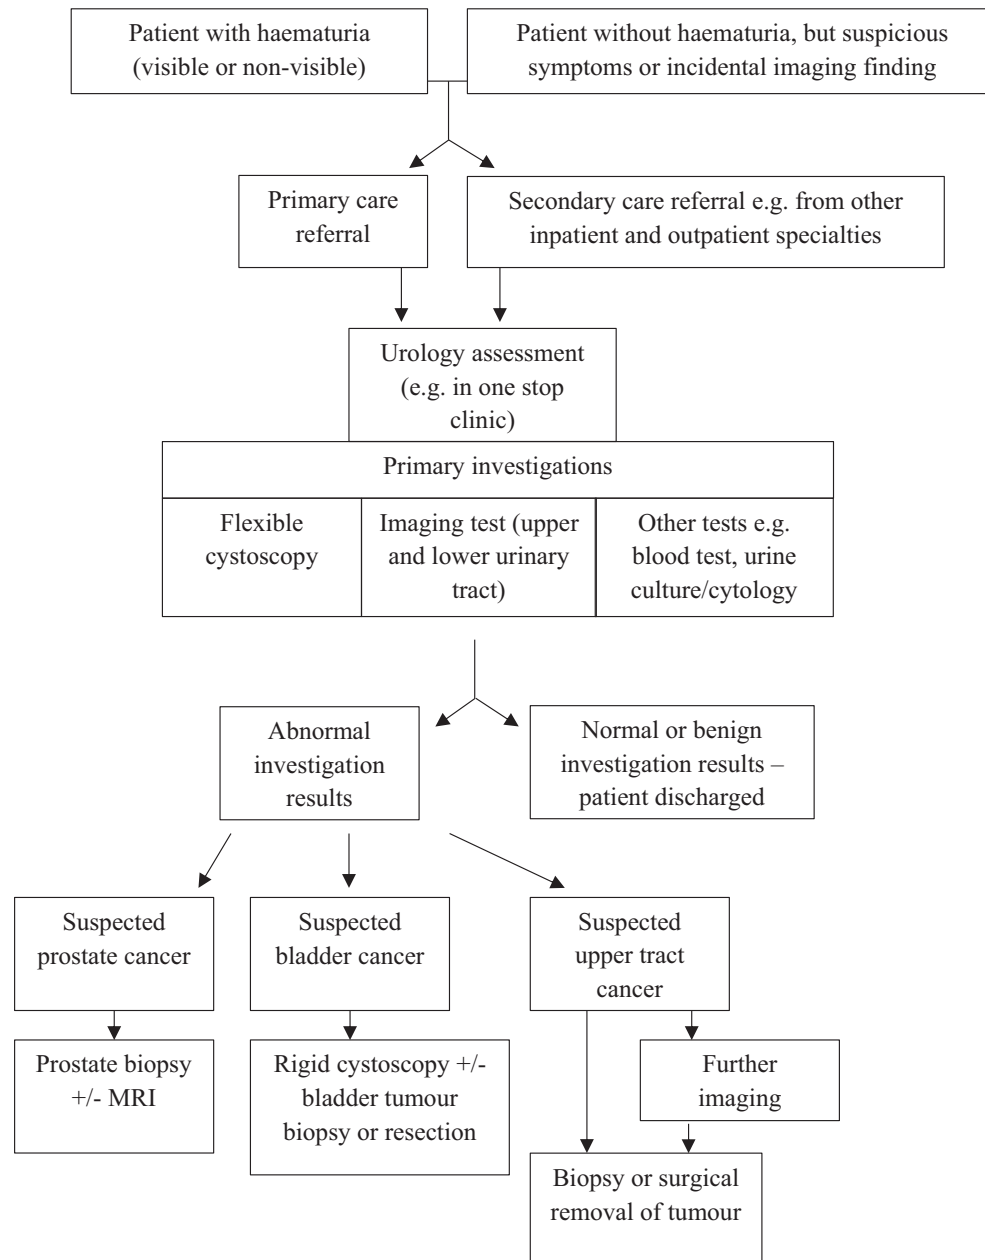 Patient with haematuria
(visible or non-visible)
Patient without haematuria, but suspicious
symptoms or incidental imaging finding
Primary care
referral
Secondary care referral e.g. from other
inpatient and outpatient specialties
Urology assessment
(e.g. in one stop
clinic)
Primary investigations
Flexible
cystoscopy
Imaging test (upper
and lower urinary
tract)
Other tests e.g.
blood test, urine
culture/cytology
Abnormal
investigation
results
Normal or benign
investigation results –
patient discharged
Suspected
prostate cancer
Suspected
bladder cancer
Suspected
upper tract
cancer
Prostate biopsy
+/- MRI
Rigid cystoscopy +/-
bladder tumour
biopsy or resection
Further
imaging
Biopsy or surgical
removal of tumour